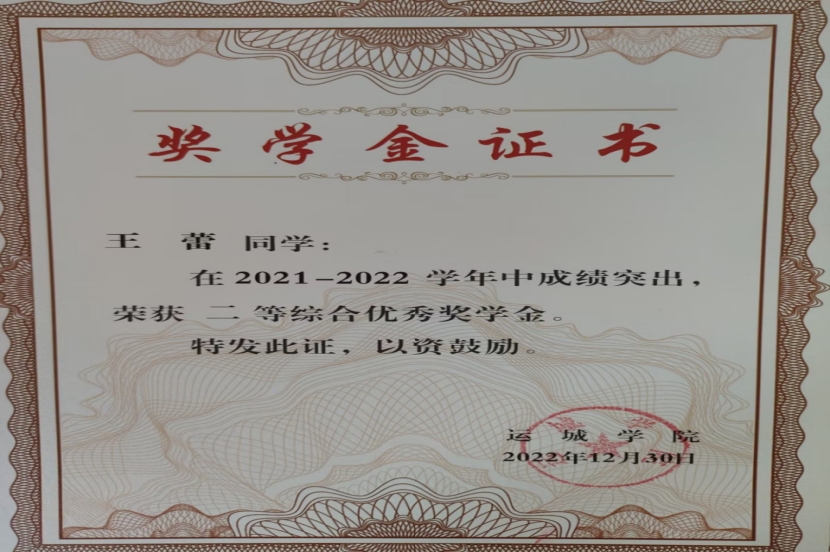 奖学金证书
王 蕾 同学：
在 2021-2022 学年中成绩突出，
荣获 二 等综合优秀奖学金。
特发此证，以资鼓励。
运城学院
2022年12月30日